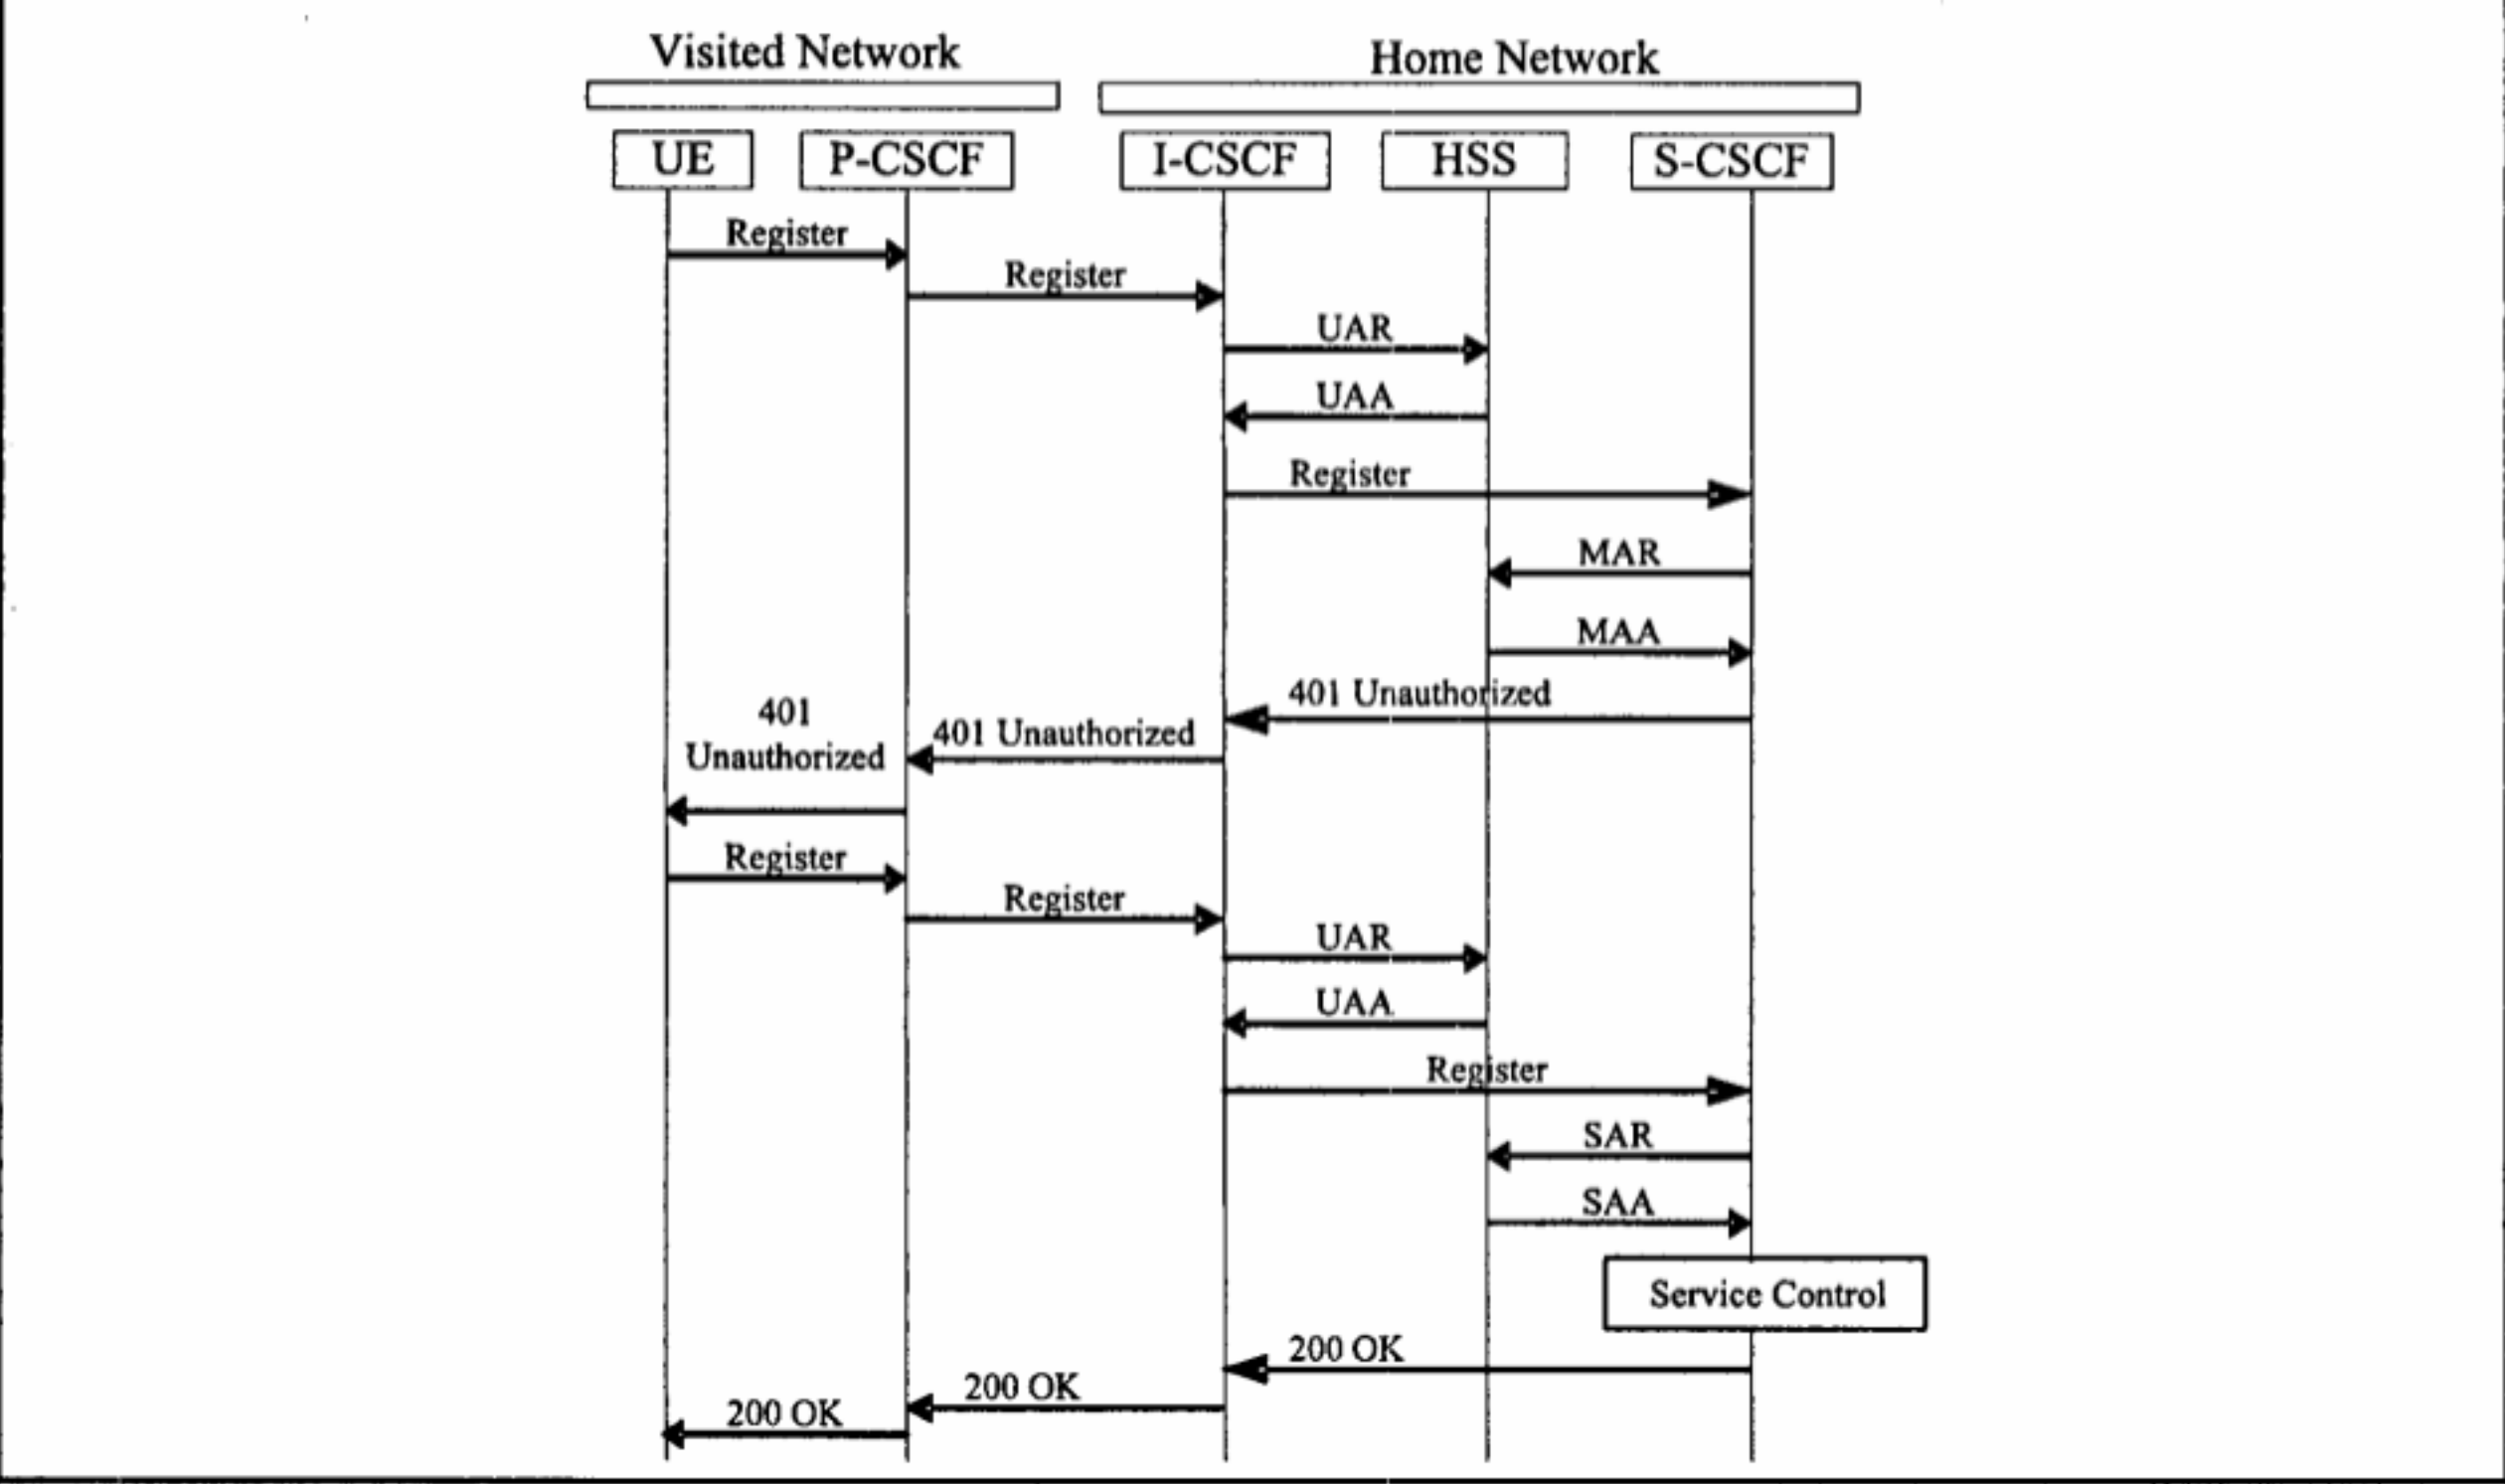 Visited Network
Home Network
UE
P-CSCF
I-CSCF
HSS
S-CSCF
Register
Register
UAR
UAA
Register
MAR
MAA
401 Unauthorized
401 Unauthorized
401
Unauthorized
Register
Register
UAR
UAA
Register
SAR
SAA
Service Control
200 OK
200 OK
200 OK